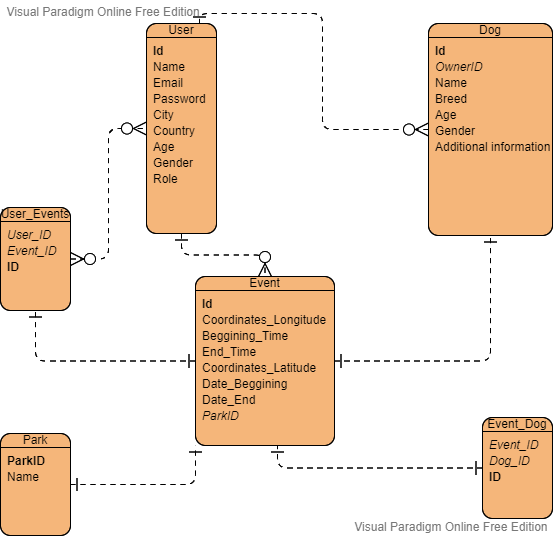 Visual Paradigm Online Free Edition
User
Id
Name
Email
Password
City
Country
Age
Gender
Role
Dog
Id
OwnerID
Name
Breed
Age
Gender
Additional information
User_Events
User_ID
Event_ID
ID
Event
Id
Coordinates_Longitude
Beggining_Time
End_Time
Coordinates_Latitude
Date_Beggining
Date_End
ParkID
Park
ParkID
Name
Event_Dog
Event_ID
Dog_ID
ID
Visual Paradigm Online Free Edition